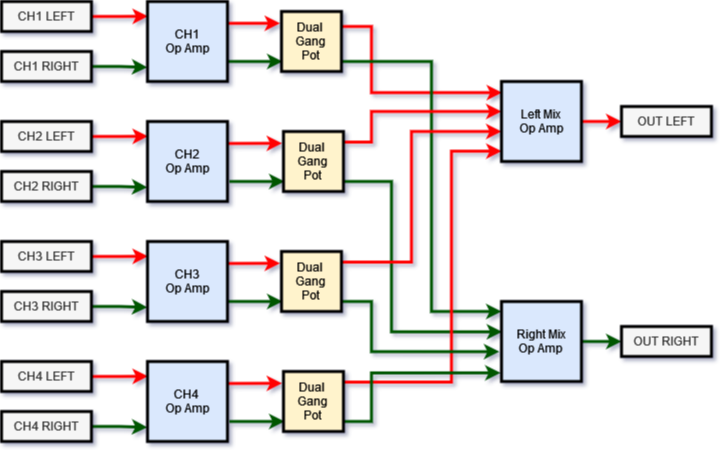 CH1 LEFT
CH1 RIGHT
CH1
Op Amp
Dual
Gang
Pot
CH2 LEFT
CH2 RIGHT
CH2
Op Amp
Dual
Gang
Pot
CH3 LEFT
CH3 RIGHT
CH3
Op Amp
Dual
Gang
Pot
CH4 LEFT
CH4 RIGHT
CH4
Op Amp
Dual
Gang
Pot
Left Mix
Op Amp
OUT LEFT
Right Mix
Op Amp
OUT RIGHT